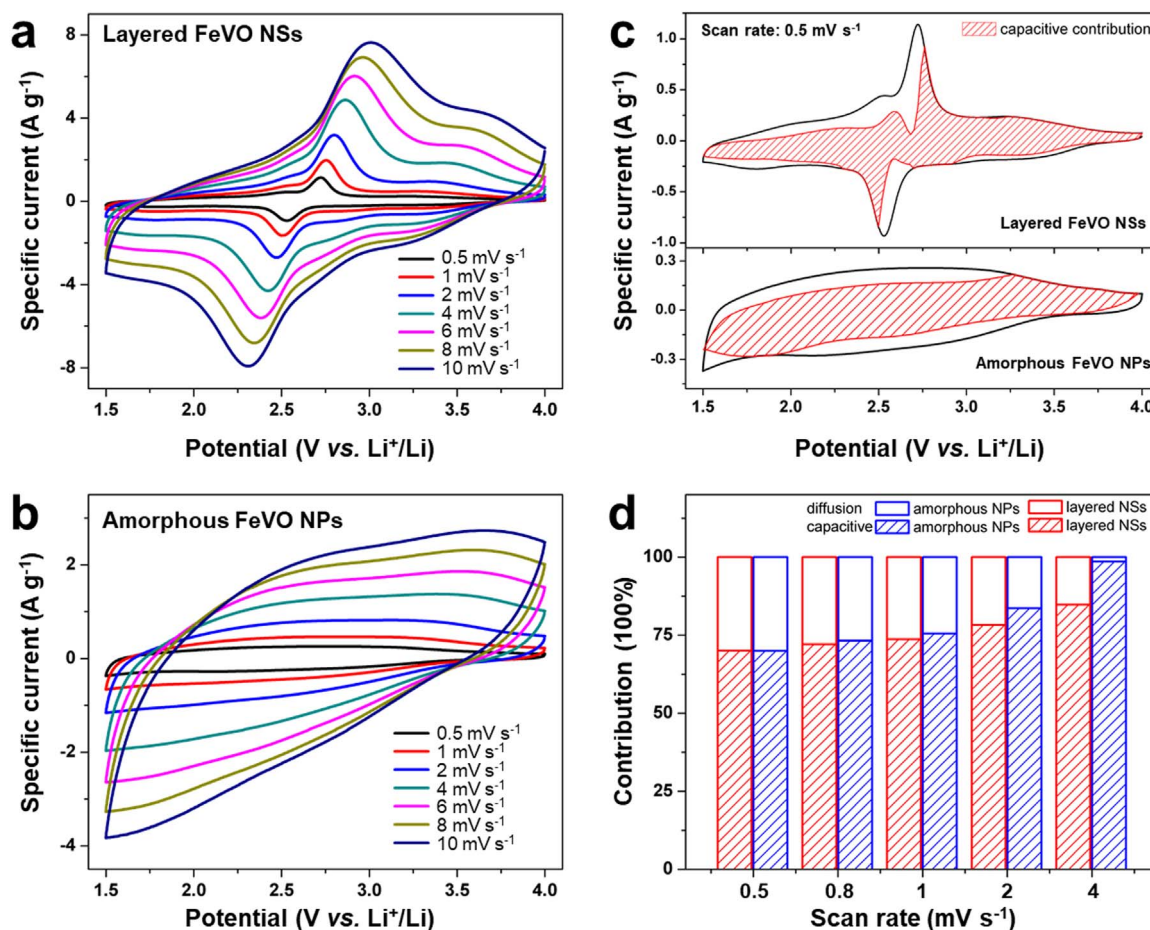 a
Layered FeVO NSs
8
4
0
-4
-8
Specific current (A g⁻¹)
0.5 mV s⁻¹
1 mV s⁻¹
2 mV s⁻¹
4 mV s⁻¹
6 mV s⁻¹
8 mV s⁻¹
10 mV s⁻¹
1.5 2.0 2.5 3.0 3.5 4.0
Potential (V vs. Li⁺/Li)
c
Scan rate: 0.5 mV s⁻¹
capacitive contribution
1.0
0.5
0.0
-0.5
-1.0
Layered FeVO NSs
0.3
0.0
-0.3
Amorphous FeVO NPs
Specific current (A g⁻¹)
1.5 2.0 2.5 3.0 3.5 4.0
Potential (V vs. Li⁺/Li)
b
Amorphous FeVO NPs
2
0
-2
-4
Specific current (A g⁻¹)
0.5 mV s⁻¹
1 mV s⁻¹
2 mV s⁻¹
4 mV s⁻¹
6 mV s⁻¹
8 mV s⁻¹
10 mV s⁻¹
1.5 2.0 2.5 3.0 3.5 4.0
Potential (V vs. Li⁺/Li)
d
diffusion amorphous NPs layered NSs
capacitive amorphous NPs layered NSs
100
75
50
25
0
Contribution (100%)
0.5 0.8 1 2 4
Scan rate (mV s⁻¹)